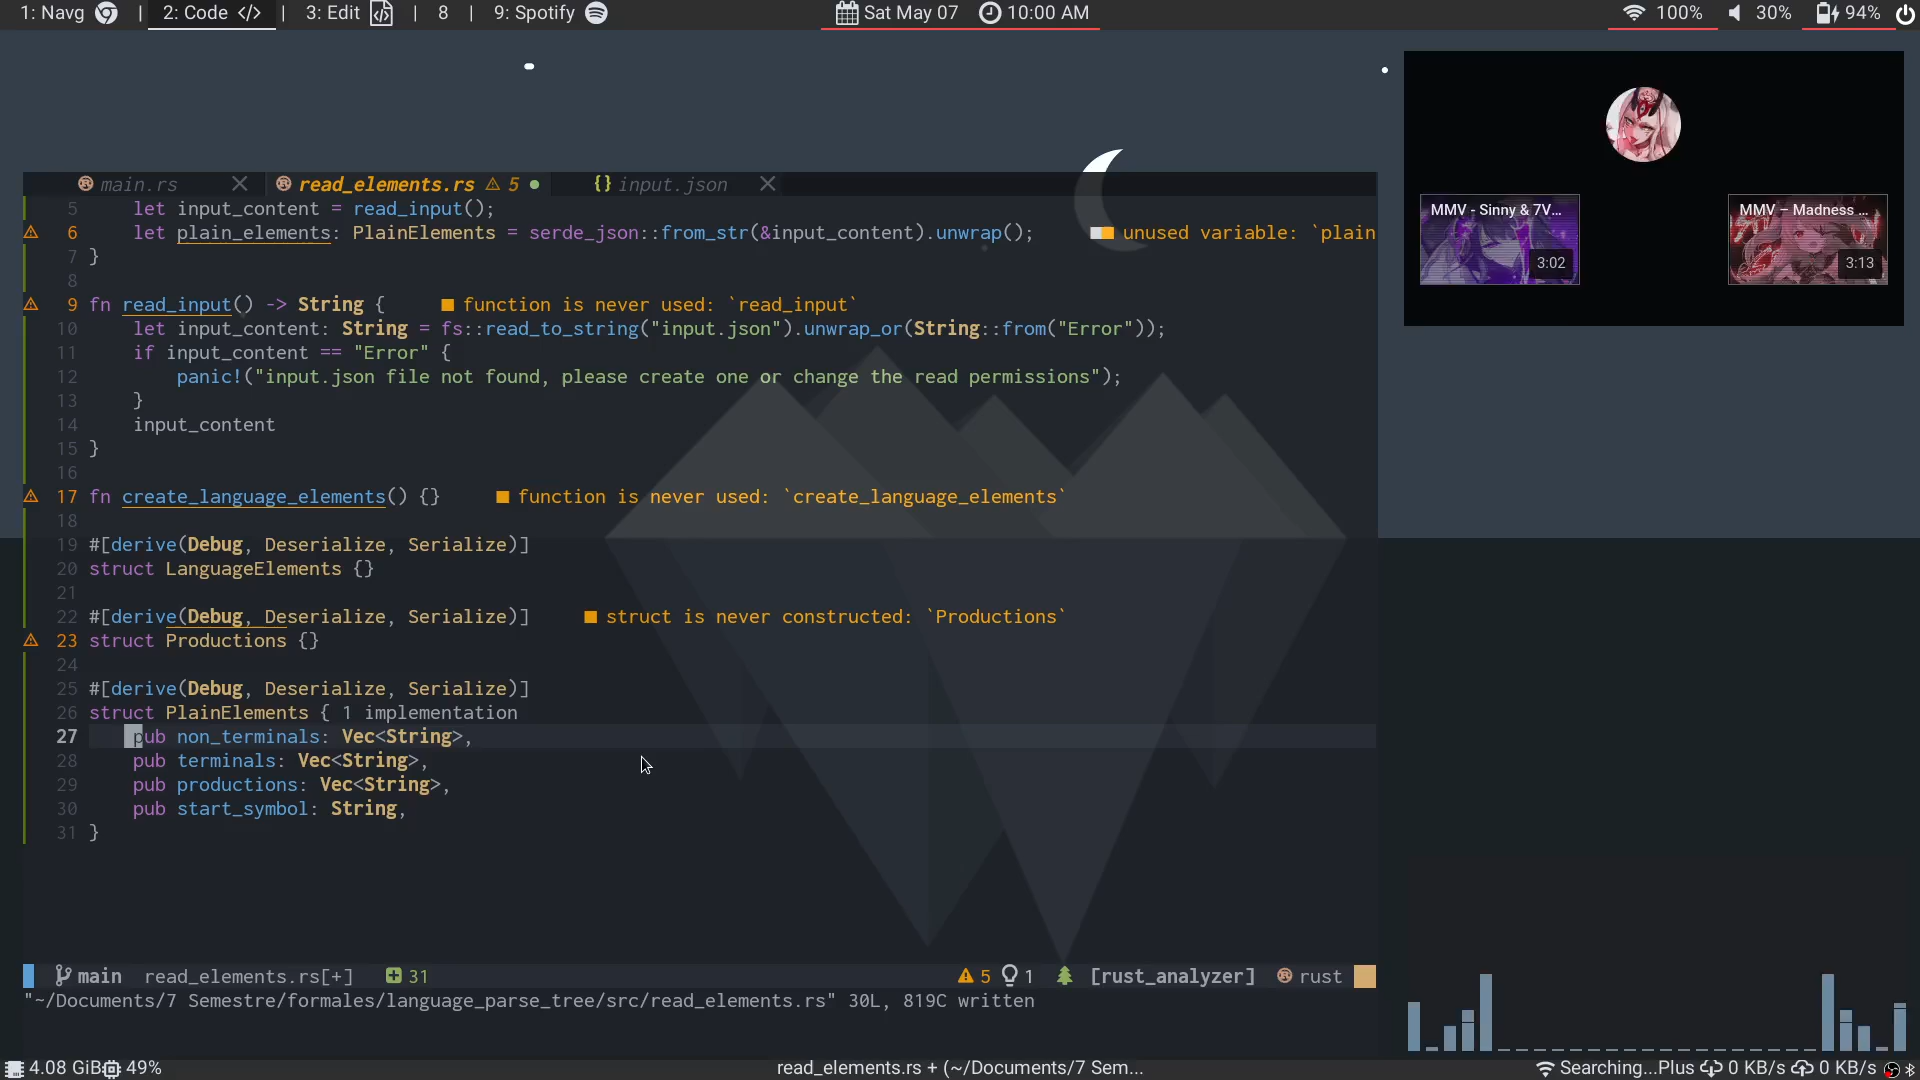 1: Navg | 2: Code </> | 3: Edit | 8 | 9: Spotify
Sat May 07 10:00 AM
100% 30% 94%
main.rs read_elements.rs 5 {} input.json
5 let input_content = read_input();
6 let plain_elements: PlainElements = serde_json::from_str(&input_content).unwrap(); unused variable: `plain
7 }
8
9 fn read_input() -> String { function is never used: `read_input`
10 let input_content: String = fs::read_to_string("input.json").unwrap_or(String::from("Error"));
11 if input_content == "Error" {
12 panic!("input.json file not found, please create one or change the read permissions");
13 }
14 input_content
15 }
16
17 fn create_language_elements() {} function is never used: `create_language_elements`
18
19 #[derive(Debug, Deserialize, Serialize)]
20 struct LanguageElements {}
21
22 #[derive(Debug, Deserialize, Serialize)] struct is never constructed: `Productions`
23 struct Productions {}
24
25 #[derive(Debug, Deserialize, Serialize)]
26 struct PlainElements { 1 implementation
27 pub non_terminals: Vec<String>,
28 pub terminals: Vec<String>,
29 pub productions: Vec<String>,
30 pub start_symbol: String,
31 }
main read_elements.rs[+] 31 5 1 [rust_analyzer] rust
"~/Documents/7 Semestre/formales/language_parse_tree/src/read_elements.rs" 30L, 819C written
MMV - Sinny & 7V...
3:02
MMV – Madness ...
3:13
4.08 GiB 49%
read_elements.rs + (~/Documents/7 Sem...
Searching...Plus 0 KB/s 0 KB/s